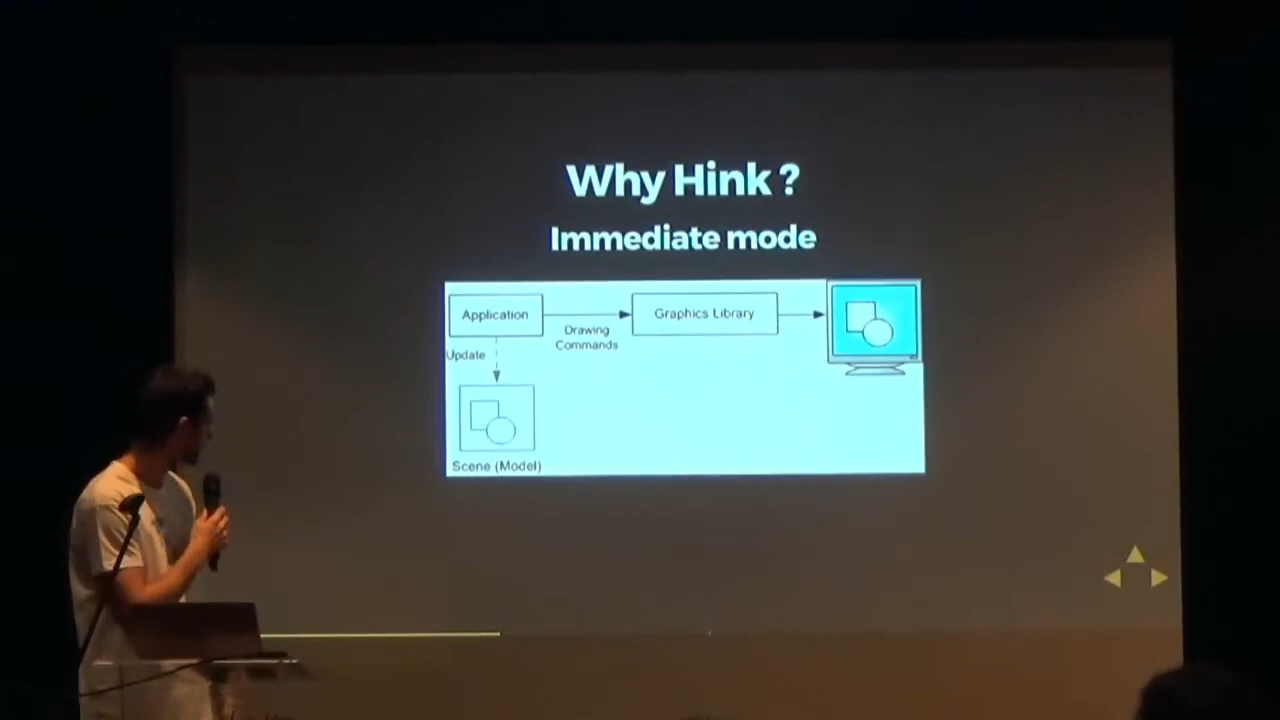 Why Hink ?
Immediate mode
Application
Graphics Library
Drawing
Commands
Update
Scene (Model)